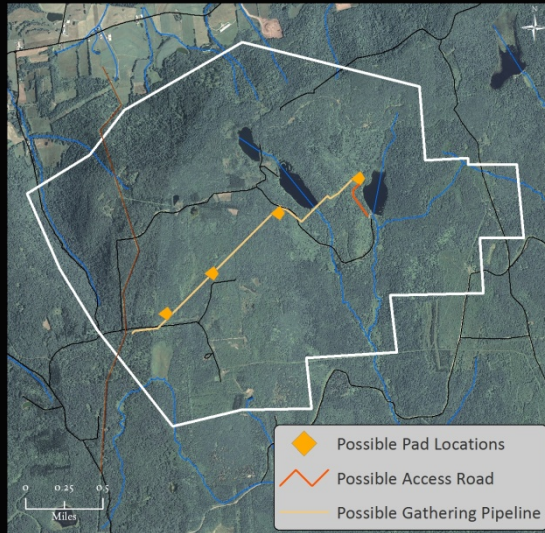 Possible Pad Locations
Possible Access Road
Possible Gathering Pipeline
0 0.25 0.5
Miles